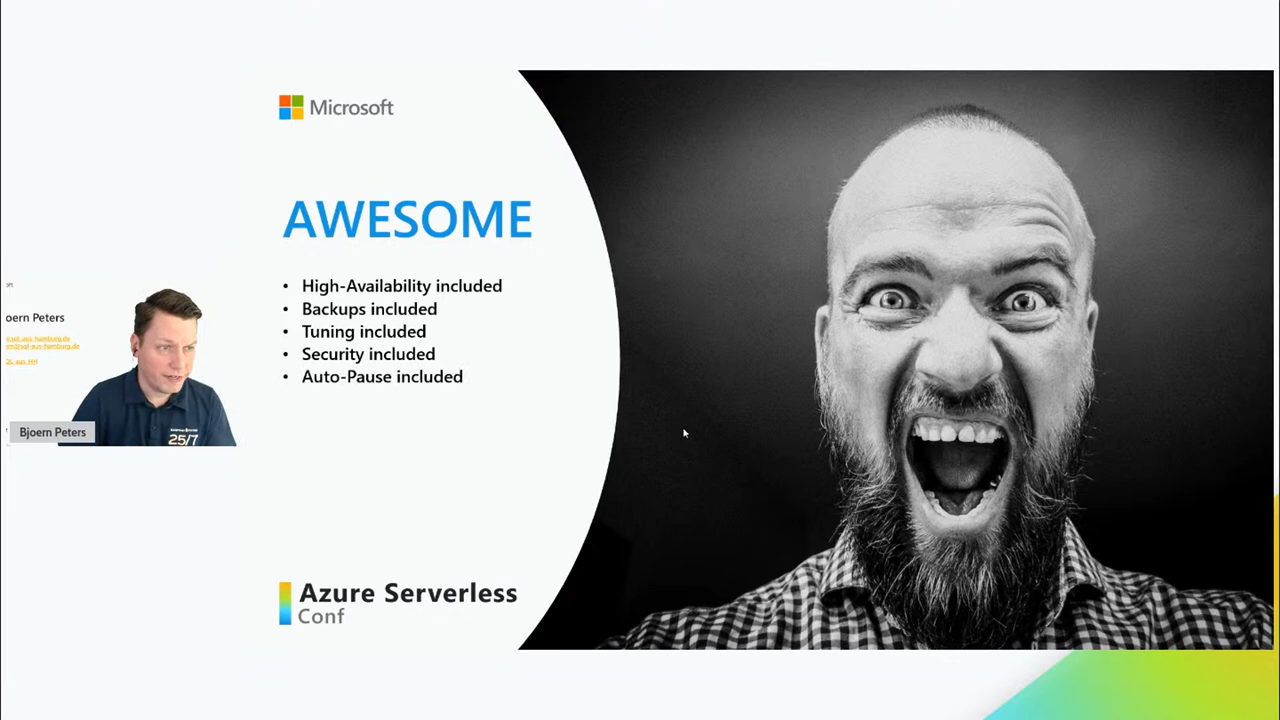 Microsoft
AWESOME
• High-Availability included
• Backups included
• Tuning included
• Security included
• Auto-Pause included
oern Peters
Bjoern Peters
25/7
Azure Serverless
Conf